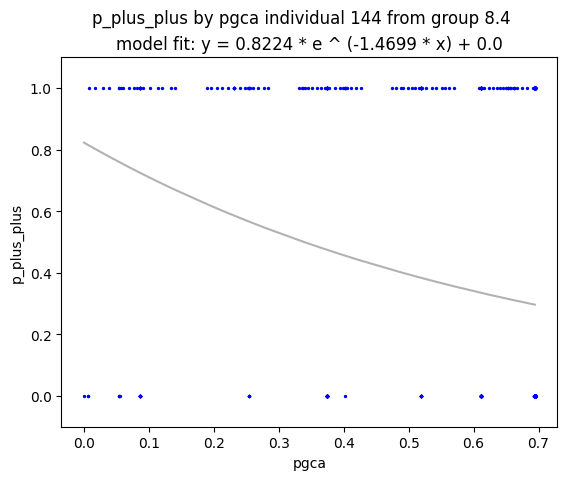 p_plus_plus by pgca individual 144 from group 8.4
model fit: y = 0.8224 * e ^ (-1.4699 * x) + 0.0
1.0
0.8
0.6
0.4
0.2
0.0
p_plus_plus
0.0 0.1 0.2 0.3 0.4 0.5 0.6 0.7
pgca